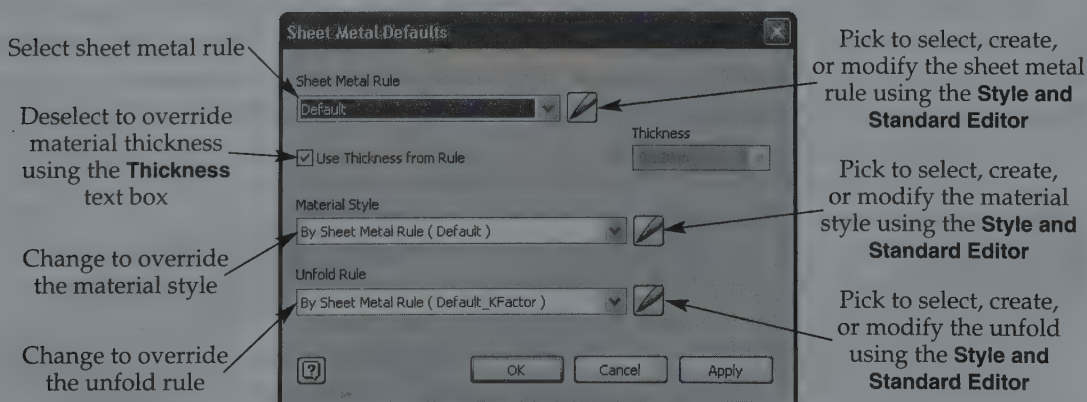 Select sheet metal rule
Deselect to override
material thickness
using the Thickness
text box
Change to override
the material style
Change to override
the unfold rule
Sheet Metal Defaults
Sheet Metal Rule
Default
Use Thickness from Rule
Thickness
Material Style
By Sheet Metal Rule ( Default )
Unfold Rule
By Sheet Metal Rule ( Default_KFactor )
?
OK
Cancel
Apply
Pick to select, create,
or modify the sheet metal
rule using the Style and
Standard Editor
Pick to select, create,
or modify the material
style using the Style and
Standard Editor
Pick to select, create,
or modify the unfold
using the Style and
Standard Editor